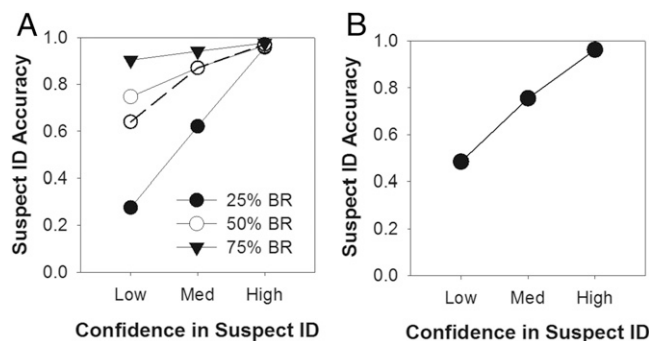 A
Suspect ID Accuracy
1.0
0.8
0.6
0.4
0.2
0.0
25% BR
50% BR
75% BR
Low Med High
Confidence in Suspect ID
B
Suspect ID Accuracy
1.0
0.8
0.6
0.4
0.2
0.0
Low Med High
Confidence in Suspect ID